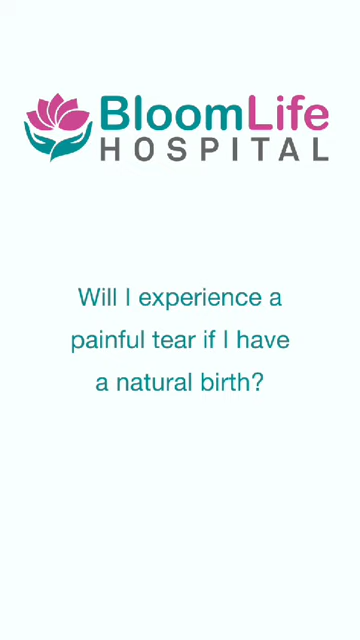 BloomLife
HOSPITAL
Will I experience a
painful tear if I have
a natural birth?